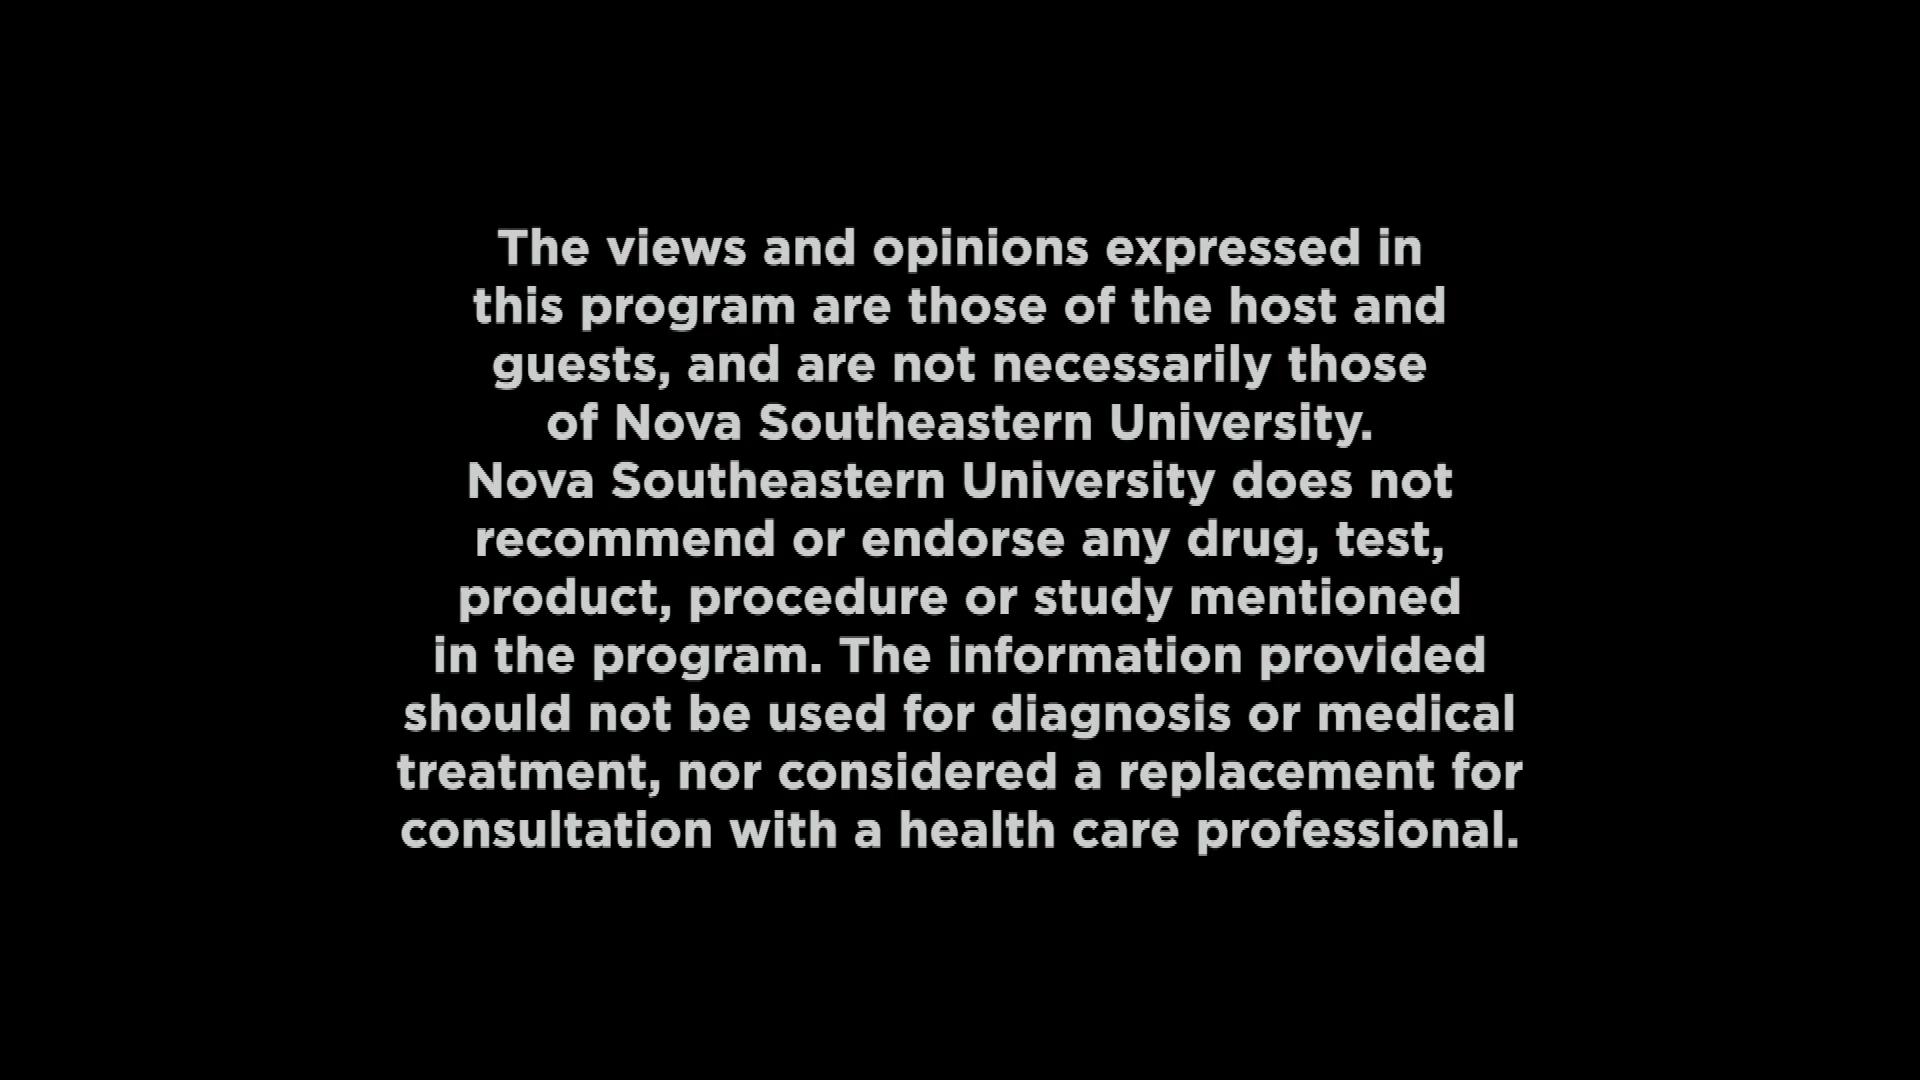 The views and opinions expressed in
this program are those of the host and
guests, and are not necessarily those
of Nova Southeastern University.
Nova Southeastern University does not
recommend or endorse any drug, test,
product, procedure or study mentioned
in the program. The information provided
should not be used for diagnosis or medical
treatment, nor considered a replacement for
consultation with a health care professional.